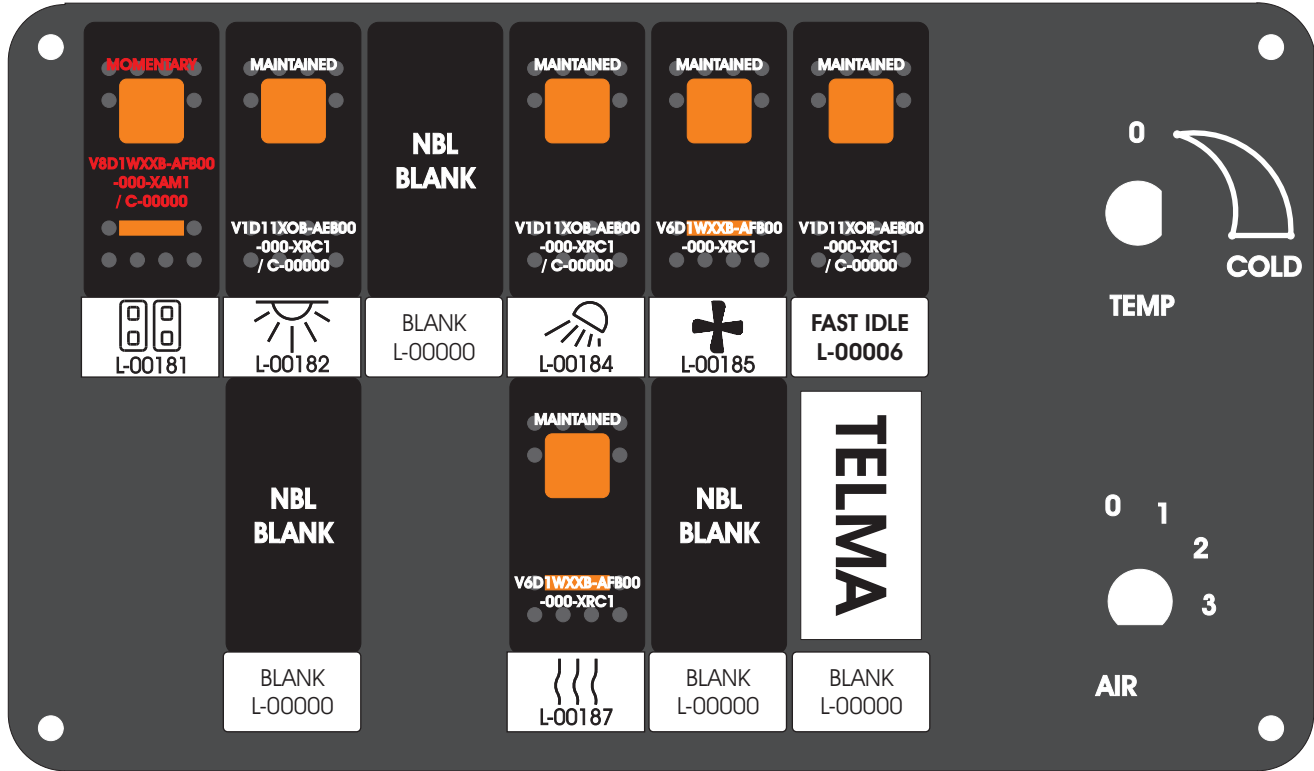 MOMENTARY
V8D1WXXB-AFB00
-000-XAM1
/ C-00000
L-00181
MAINTAINED
V1D11XOB-AEB00
-000-XRC1
/ C-00000
L-00182
NBL
BLANK
BLANK
L-00000
MAINTAINED
V1D11XOB-AEB00
-000-XRC1
/ C-00000
L-00184
MAINTAINED
V6D1WXXB-AFB00
-000-XRC1
L-00185
MAINTAINED
V1D11XOB-AEB00
-000-XRC1
/ C-00000
FAST IDLE
L-00006
0
COLD
TEMP
NBL
BLANK
BLANK
L-00000
MAINTAINED
V6D1WXXB-AFB00
-000-XRC1
L-00187
NBL
BLANK
BLANK
L-00000
TELMA
BLANK
L-00000
0
1
2
3
AIR